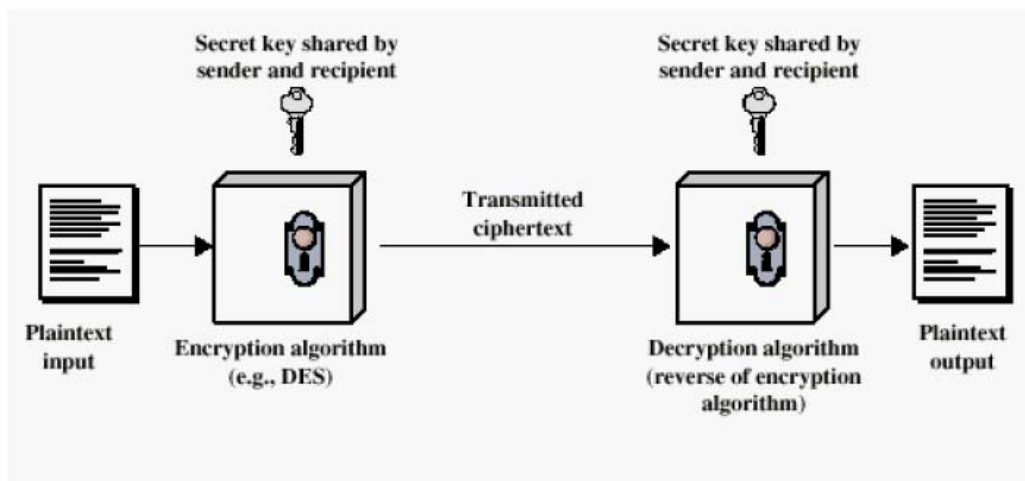 Secret key shared by
sender and recipient
Secret key shared by
sender and recipient
Transmitted
ciphertext
Plaintext
input
Encryption algorithm
(e.g., DES)
Decryption algorithm
(reverse of encryption
algorithm)
Plaintext
output